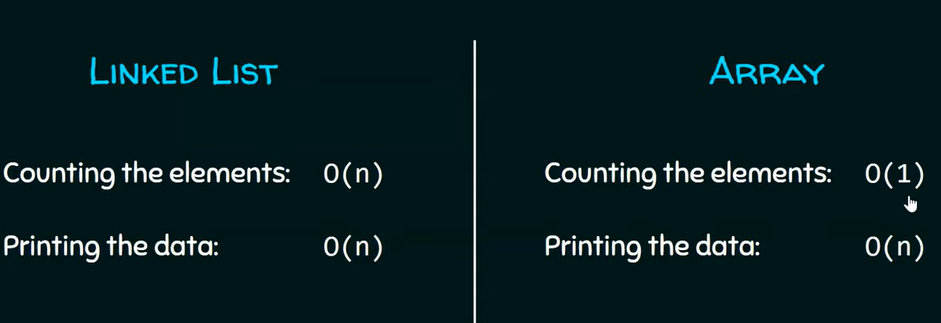 Linked List
Counting the elements: O(n)
Printing the data: O(n)
Array
Counting the elements: O(1)
Printing the data: O(n)